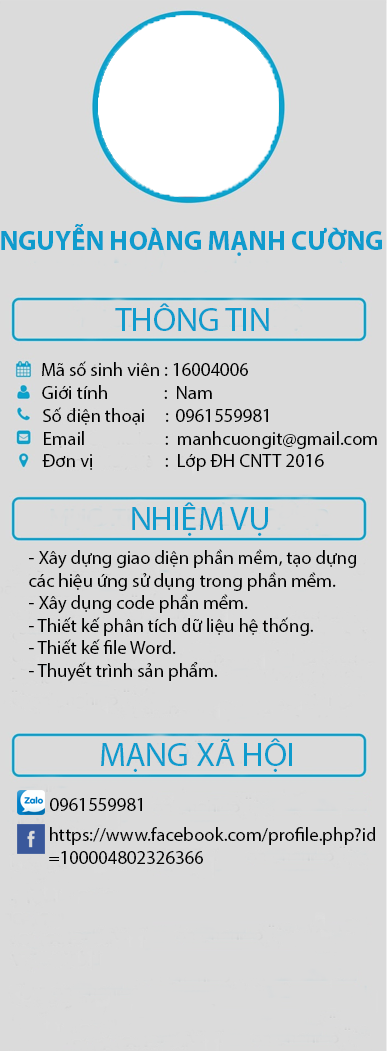 NGUYỄN HOÀNG MẠNH CƯỜNG
THÔNG TIN
Mã số sinh viên : 16004006
Giới tính : Nam
Số diện thoại : 0961559981
Email : manhcuongit@gmail.com
Đơn vị : Lớp ĐH CNTT 2016
NHIỆM VỤ
- Xây dựng giao diện phần mềm, tạo dựng
các hiệu ứng sử dụng trong phần mềm.
- Xây dụng code phần mềm.
- Thiết kế phân tích dữ liệu hệ thống.
- Thiết kế file Word.
- Thuyết trình sản phẩm.
MẠNG XÃ HỘI
Zalo 0961559981
f https://www.facebook.com/profile.php?id
=100004802326366